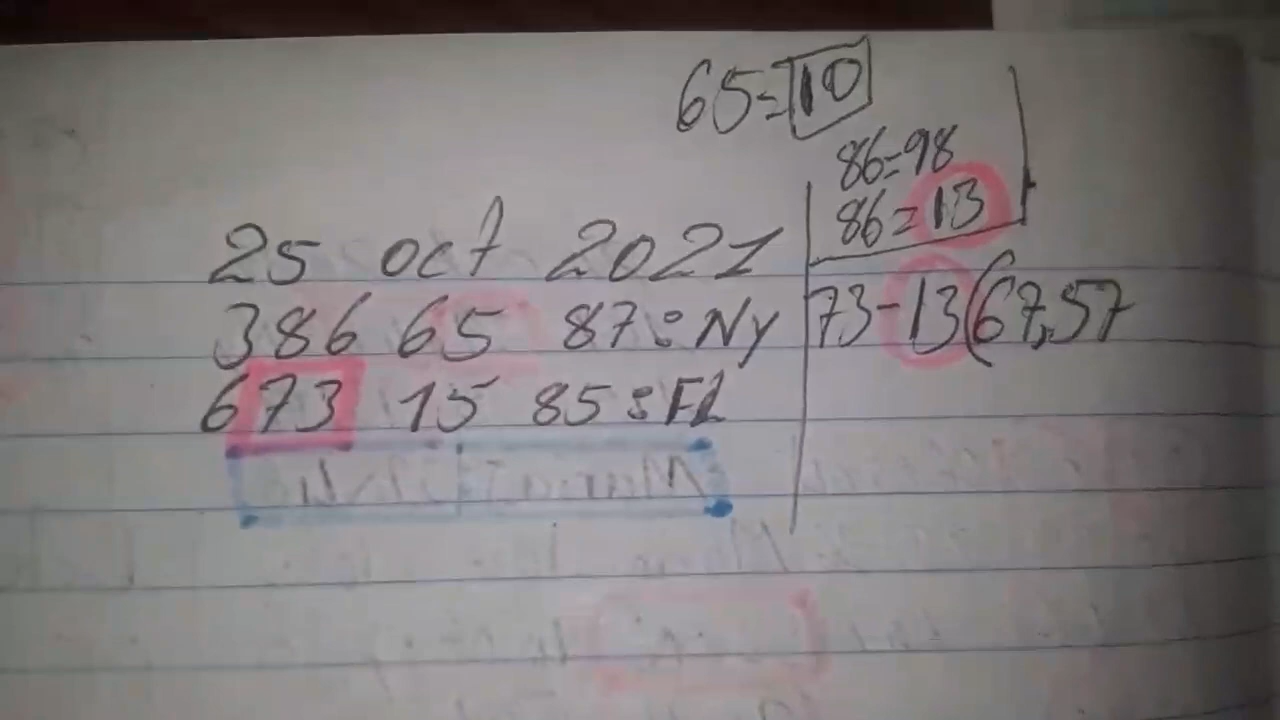 65=10
86=98
86=13
25 oct 2021
386 65 87:Ny
73-13(67,57
673 15 85:FL